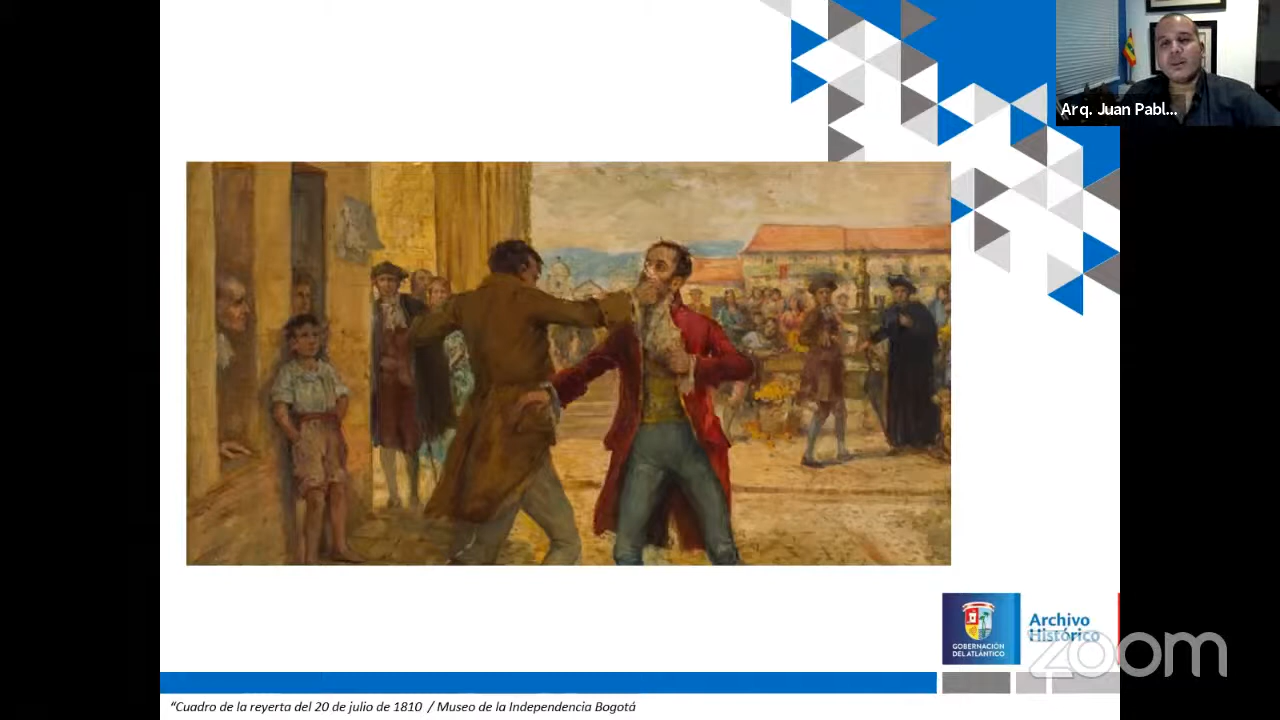 Arq. Juan Pabl...
GOBERNACIÓN
DEL ATLÁNTICO
Archivo
Histórico
zoom
"Cuadro de la reyerta del 20 de julio de 1810 / Museo de la Independencia Bogotá